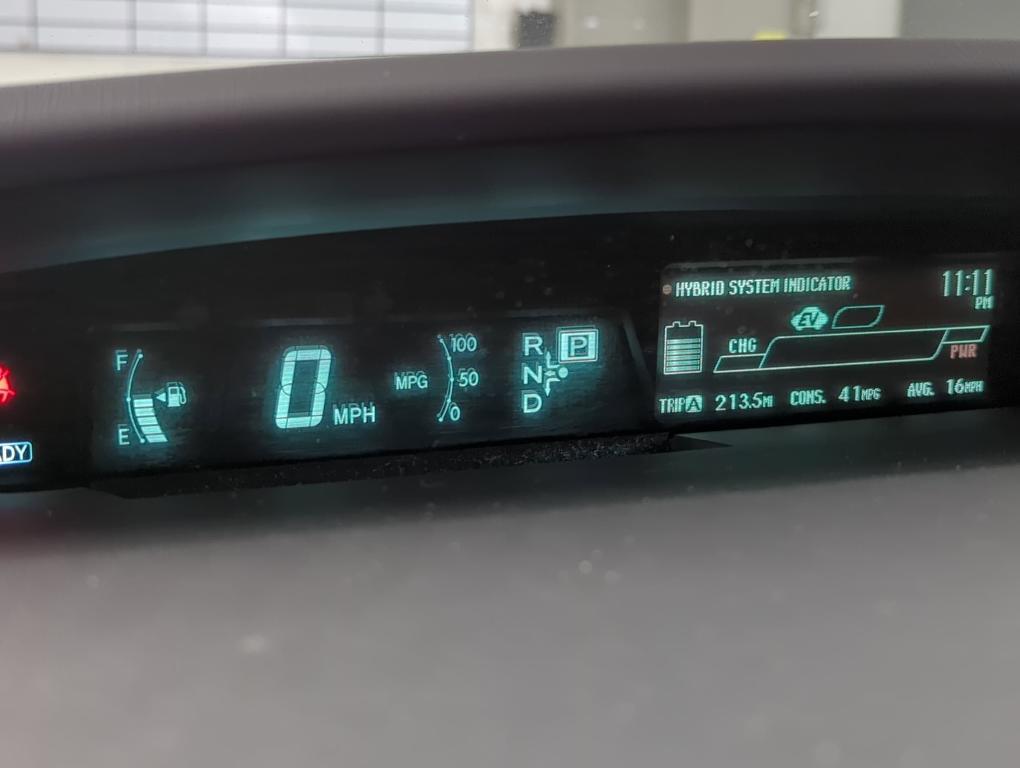 ADY
F
E
0 MPH
MPG
100
50
0
R
P
N
D
HYBRID SYSTEM INDICATOR
11:11
PM
EV
CHG
PWR
TRIP A 213.5MI CONS. 41MPG AVG. 16MPH